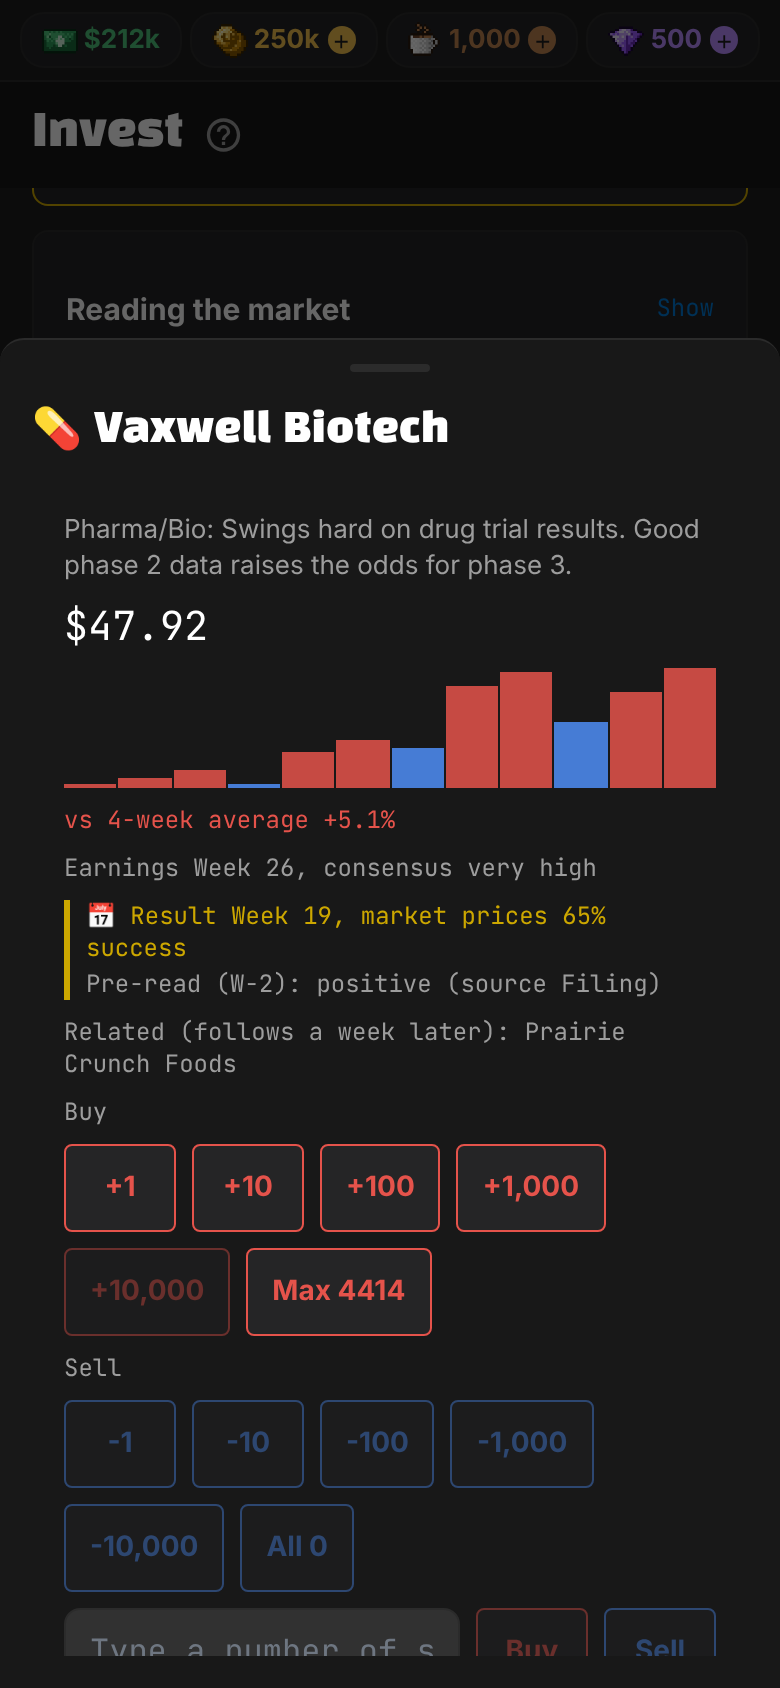 $212k 250k + 1,000 + 500 +
Invest ?
Reading the market Show
Vaxwell Biotech
Pharma/Bio: Swings hard on drug trial results. Good
phase 2 data raises the odds for phase 3.
$47.92
vs 4-week average +5.1%
Earnings Week 26, consensus very high
17 Result Week 19, market prices 65%
success
Pre-read (W-2): positive (source Filing)
Related (follows a week later): Prairie
Crunch Foods
Buy
+1 +10 +100 +1,000
+10,000 Max 4414
Sell
-1 -10 -100 -1,000
-10,000 All 0
Type a number of s Buy Sell